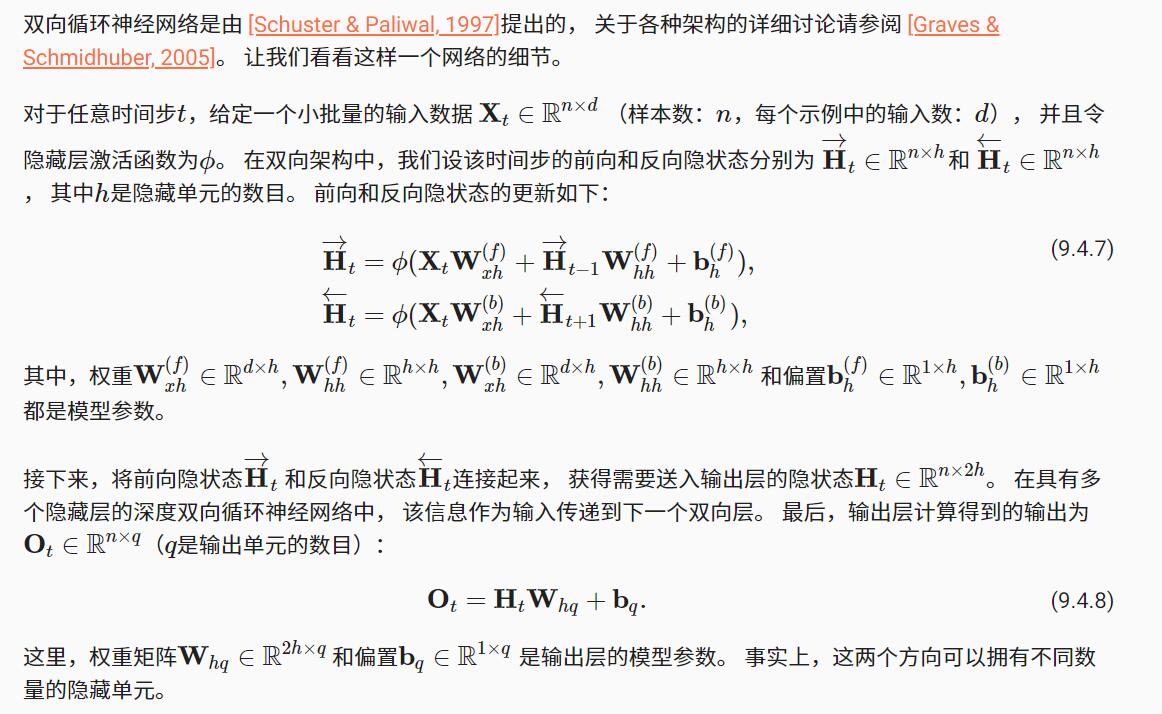 双向循环神经网络是由 [Schuster & Paliwal, 1997]提出的， 关于各种架构的详细讨论请参阅 [Graves &
Schmidhuber, 2005]。 让我们看看这样一个网络的细节。
对于任意时间步$t$，给定一个小批量的输入数据 $\mathbf{X}_t \in \mathbb{R}^{n \times d}$ （样本数：$n$，每个示例中的输入数：$d$）， 并且令
隐藏层激活函数为$\phi$。 在双向架构中，我们设该时间步的前向和反向隐状态分别为 $\overrightarrow{\mathbf{H}}_t \in \mathbb{R}^{n \times h}$和 $\overleftarrow{\mathbf{H}}_t \in \mathbb{R}^{n \times h}$
， 其中$h$是隐藏单元的数目。 前向和反向隐状态的更新如下：
$\overrightarrow{\mathbf{H}}_t = \phi(\mathbf{X}_t \mathbf{W}_{xh}^{(f)} + \overrightarrow{\mathbf{H}}_{t-1} \mathbf{W}_{hh}^{(f)} + \mathbf{b}_h^{(f)}),$ (9.4.7)
$\overleftarrow{\mathbf{H}}_t = \phi(\mathbf{X}_t \mathbf{W}_{xh}^{(b)} + \overleftarrow{\mathbf{H}}_{t+1} \mathbf{W}_{hh}^{(b)} + \mathbf{b}_h^{(b)}),$
其中，权重$\mathbf{W}_{xh}^{(f)} \in \mathbb{R}^{d \times h}, \mathbf{W}_{hh}^{(f)} \in \mathbb{R}^{h \times h}, \mathbf{W}_{xh}^{(b)} \in \mathbb{R}^{d \times h}, \mathbf{W}_{hh}^{(b)} \in \mathbb{R}^{h \times h}$ 和偏置$\mathbf{b}_h^{(f)} \in \mathbb{R}^{1 \times h}, \mathbf{b}_h^{(b)} \in \mathbb{R}^{1 \times h}$
都是模型参数。
接下来，将前向隐状态$\overrightarrow{\mathbf{H}}_t$ 和反向隐状态$\overleftarrow{\mathbf{H}}_t$连接起来， 获得需要送入输出层的隐状态$\mathbf{H}_t \in \mathbb{R}^{n \times 2h}$。 在具有多
个隐藏层的深度双向循环神经网络中， 该信息作为输入传递到下一个双向层。 最后，输出层计算得到的输出为
$\mathbf{O}_t \in \mathbb{R}^{n \times q}$（$q$是输出单元的数目）：
$\mathbf{O}_t = \mathbf{H}_t \mathbf{W}_{hq} + \mathbf{b}_q.$ (9.4.8)
这里，权重矩阵$\mathbf{W}_{hq} \in \mathbb{R}^{2h \times q}$ 和偏置$\mathbf{b}_q \in \mathbb{R}^{1 \times q}$ 是输出层的模型参数。 事实上，这两个方向可以拥有不同数
量的隐藏单元。